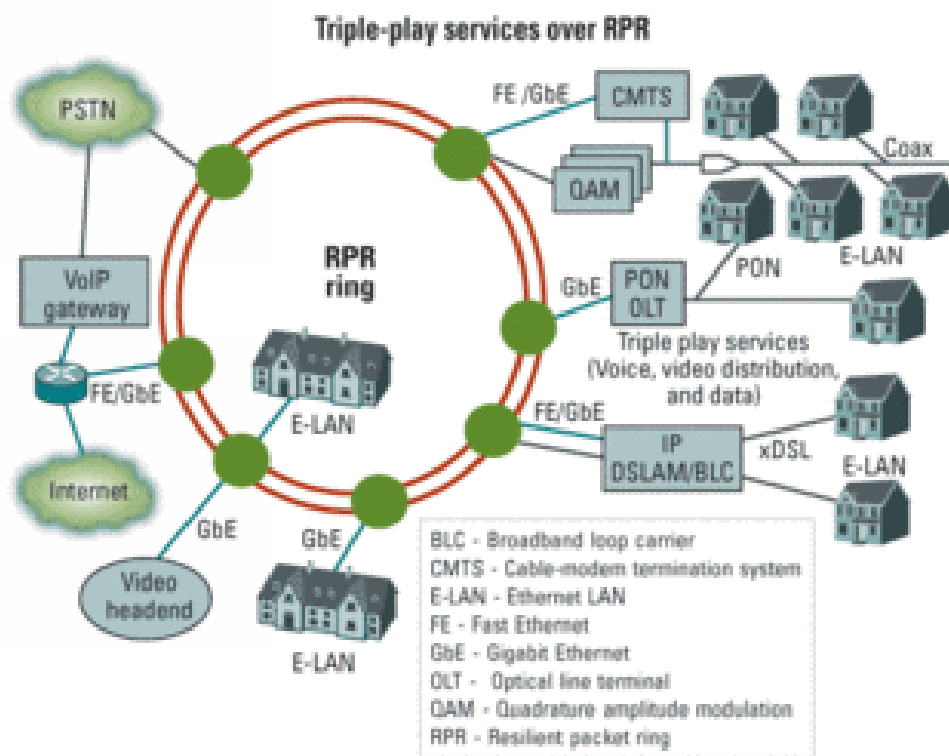 Triple-play services over RPR
PSTN
FE /GbE
CMTS
Coax
QAM
E-LAN
RPR
ring
VoIP
gateway
GbE
PON
OLT
PON
Triple play services
(Voice, video distribution,
and data)
FE/GbE
E-LAN
FE/GbE
IP
DSLAM/BLC
xDSL
E-LAN
Internet
GbE
GbE
Video
headend
E-LAN
BLC - Broadband loop carrier
CMTS - Cable-modem termination system
E-LAN - Ethernet LAN
FE - Fast Ethernet
GbE - Gigabit Ethernet
OLT - Optical line terminal
QAM - Quadrature amplitude modulation
RPR - Resilient packet ring